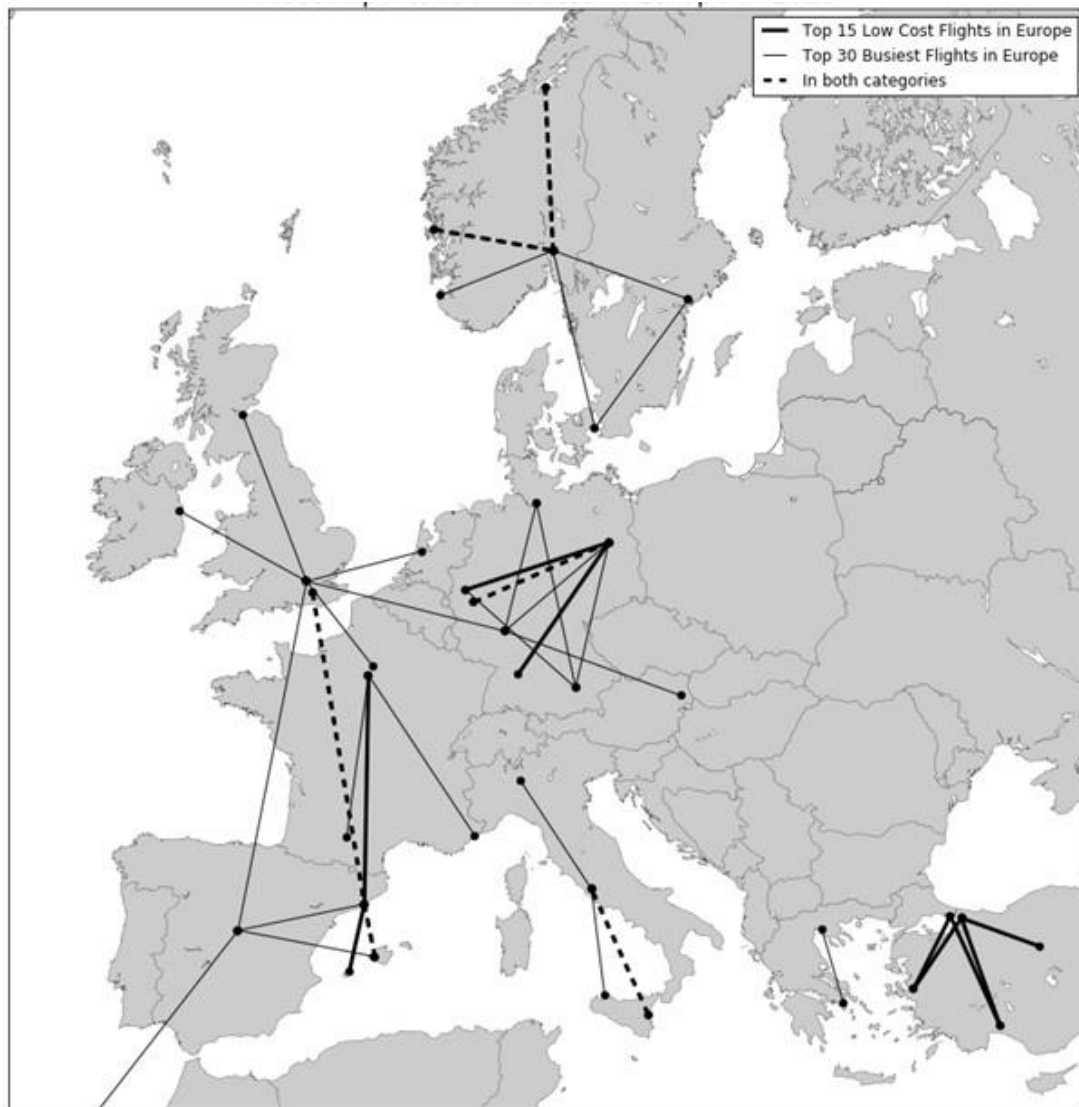 Top 15 Low Cost Flights in Europe
Top 30 Busiest Flights in Europe
In both categories